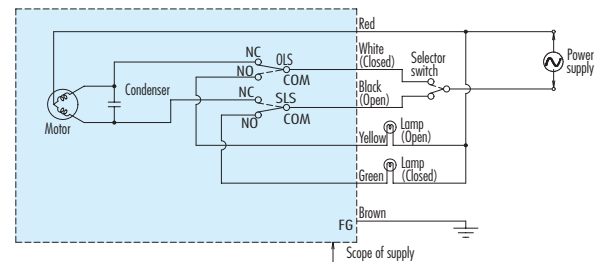 Red
White
(Closed)
Selector
switch
Power
supply
NC
OLS
NO
COM
Condenser
Black
(Open)
NC
SLS
NO
COM
Motor
Yellow
Lamp
(Open)
Green
Lamp
(Closed)
Brown
FG
Scope of supply